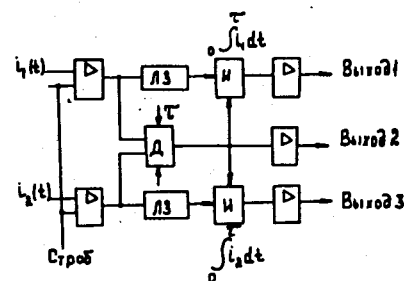 τ
∫i₁dt
0
i₁(t)
▷
ЛЗ
И
▷
Выход 1
τ
Д
▷
Выход 2
i₂(t)
▷
ЛЗ
И
▷
Выход 3
Строб
τ
∫i₂dt
0